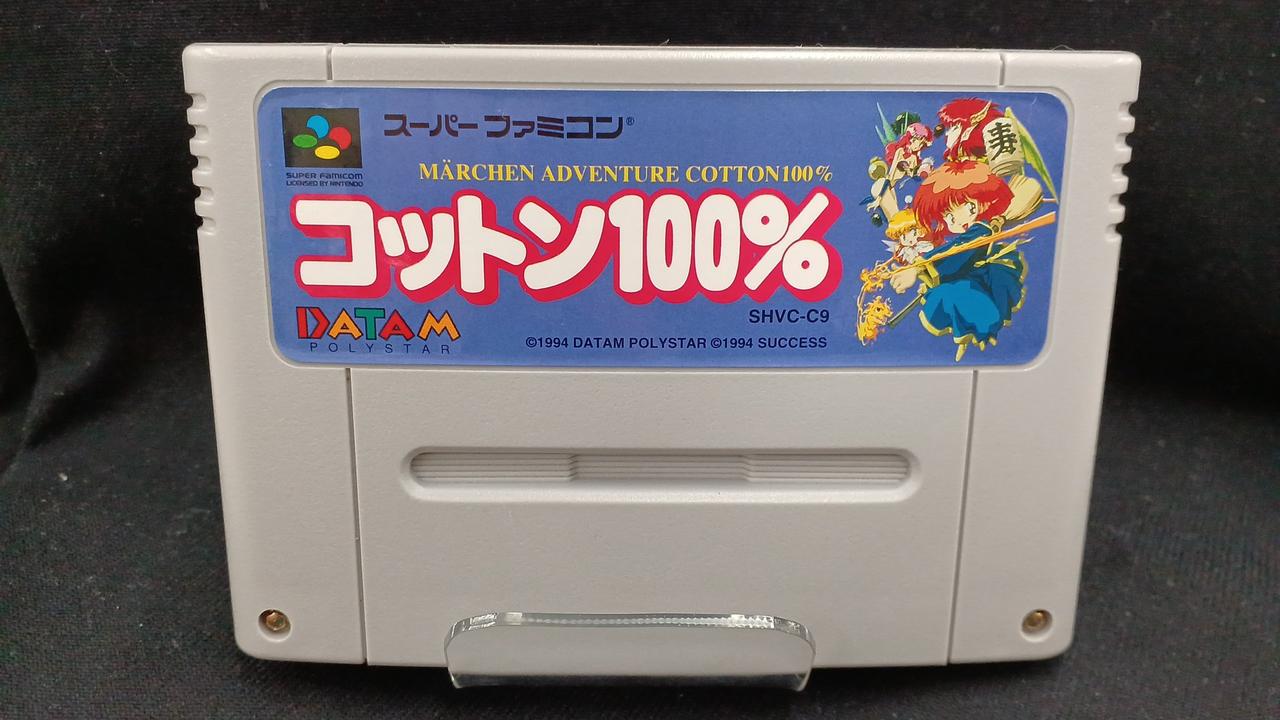 スーパーファミコン®
SUPER FAMICOM
LICENSED BY NINTENDO
MÄRCHEN ADVENTURE COTTON100%
コットン100%
寿
DATAM
POLYSTAR
SHVC-C9
©1994 DATAM POLYSTAR ©1994 SUCCESS